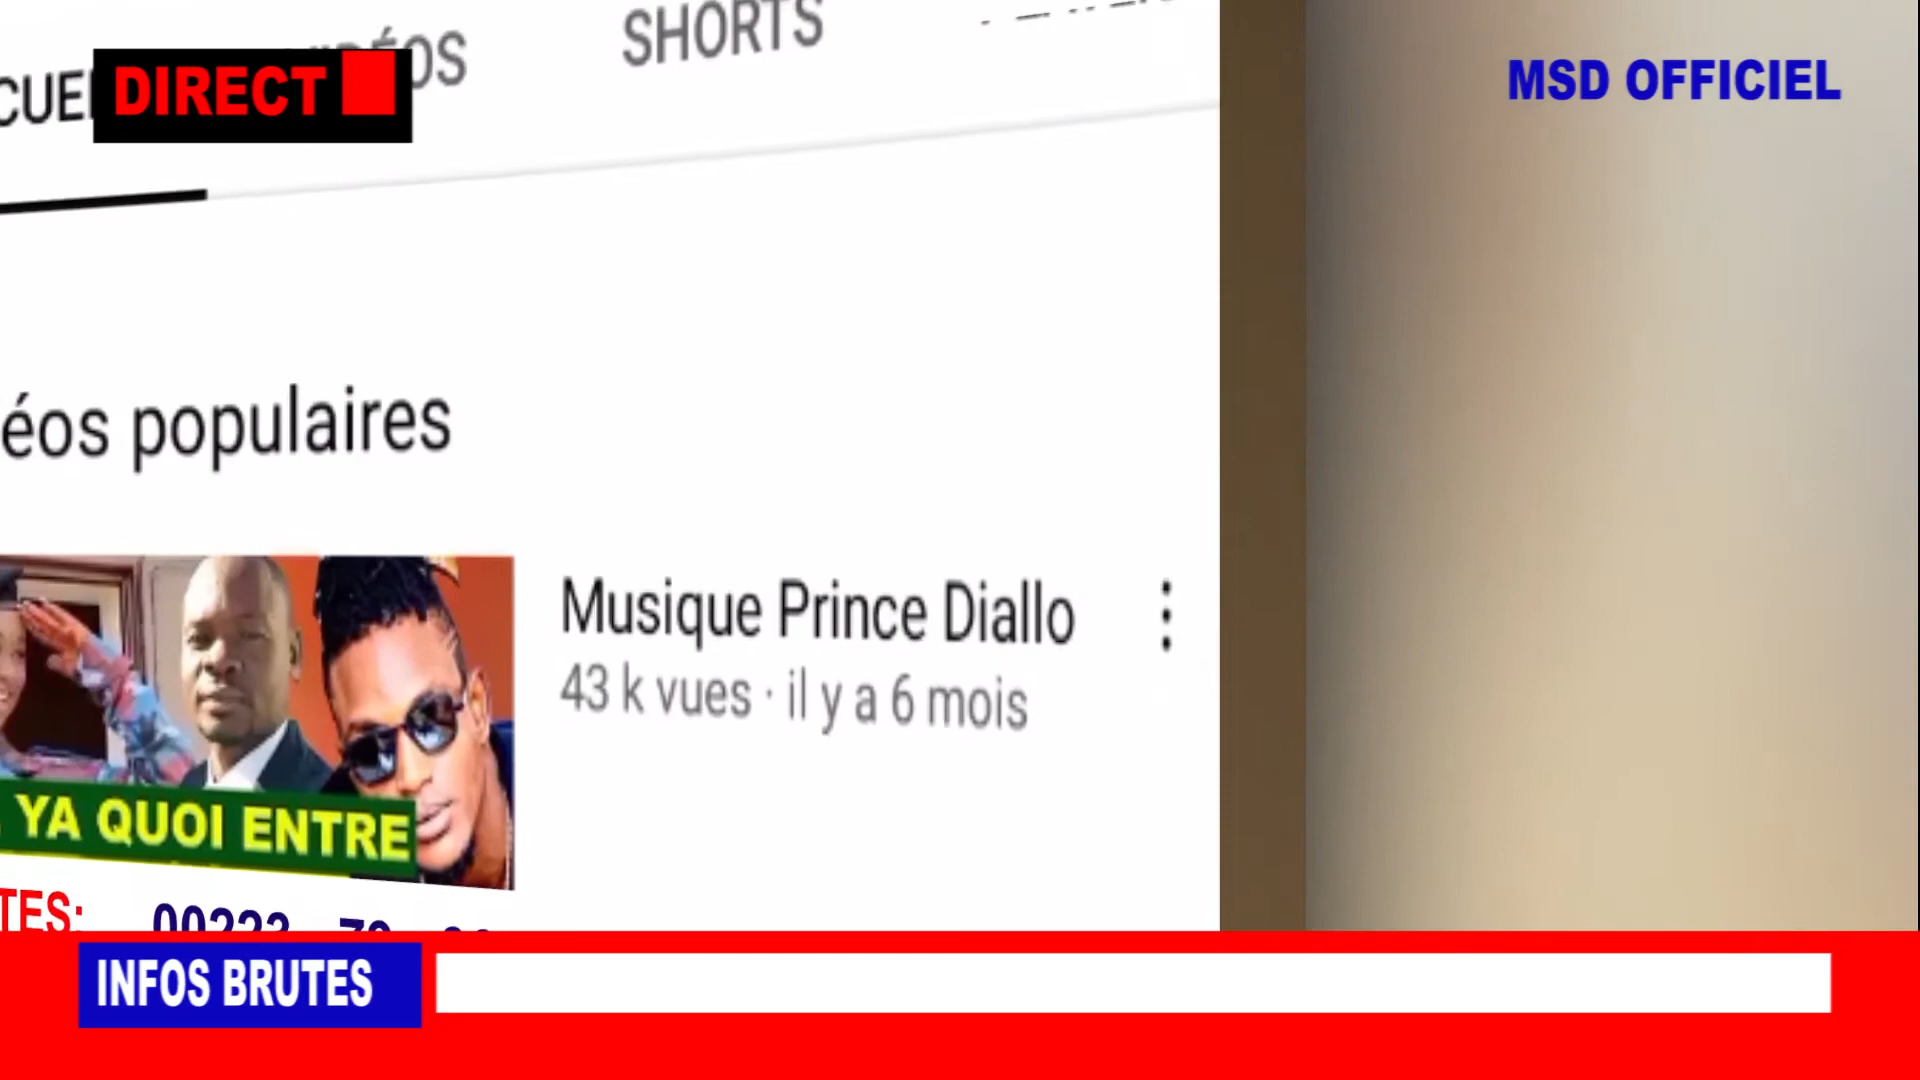 SHORTS
DIRECT
MSD OFFICIEL
éos populaires
Musique Prince Diallo
43 k vues · il y a 6 mois
YA QUOI ENTRE
TES:
INFOS BRUTES